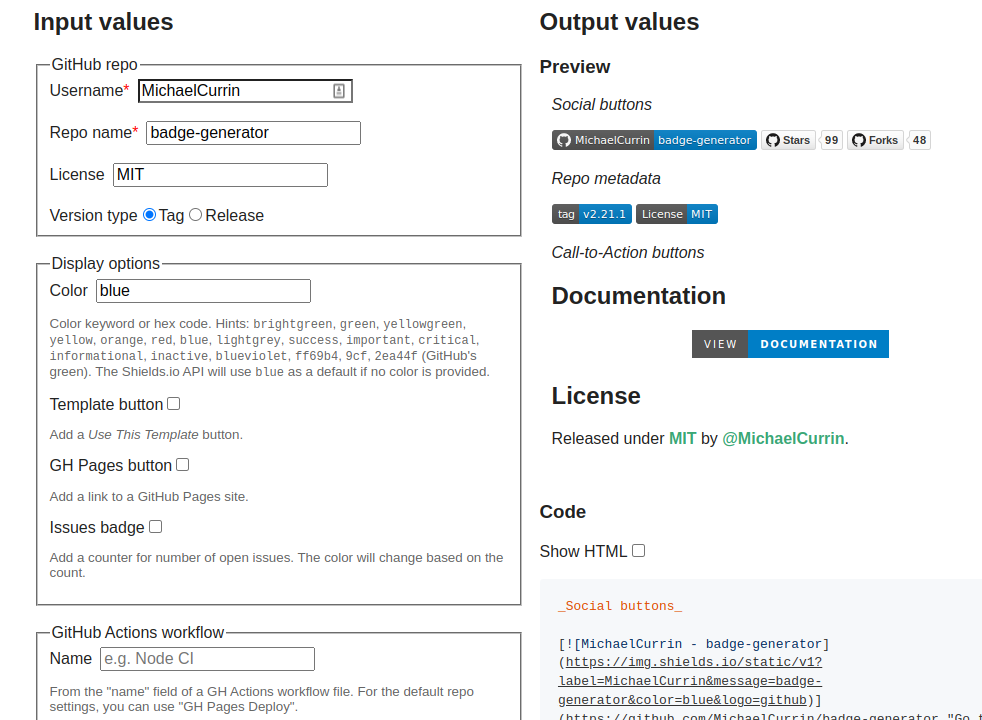 Input values
GitHub repo
Username* MichaelCurrin
Repo name* badge-generator
License MIT
Version type Tag Release
Display options
Color blue
Color keyword or hex code. Hints: brightgreen, green, yellowgreen,
yellow, orange, red, blue, lightgrey, success, important, critical,
informational, inactive, blueviolet, ff69b4, 9cf, 2ea44f (GitHub's
green). The Shields.io API will use blue as a default if no color is provided.
Template button
Add a Use This Template button.
GH Pages button
Add a link to a GitHub Pages site.
Issues badge
Add a counter for number of open issues. The color will change based on the
count.
GitHub Actions workflow
Name e.g. Node CI
From the "name" field of a GH Actions workflow file. For the default repo
settings, you can use "GH Pages Deploy".
Output values
Preview
Social buttons
MichaelCurrin badge-generator Stars 99 Forks 48
Repo metadata
tag v2.21.1 License MIT
Call-to-Action buttons
Documentation
VIEW DOCUMENTATION
License
Released under MIT by @MichaelCurrin.
Code
Show HTML
_Social buttons_
[![MichaelCurrin - badge-generator]
(https://img.shields.io/static/v1?
label=MichaelCurrin&message=badge-
generator&color=blue&logo=github)]
(https://github.com/MichaelCurrin/badge-generator "Go t